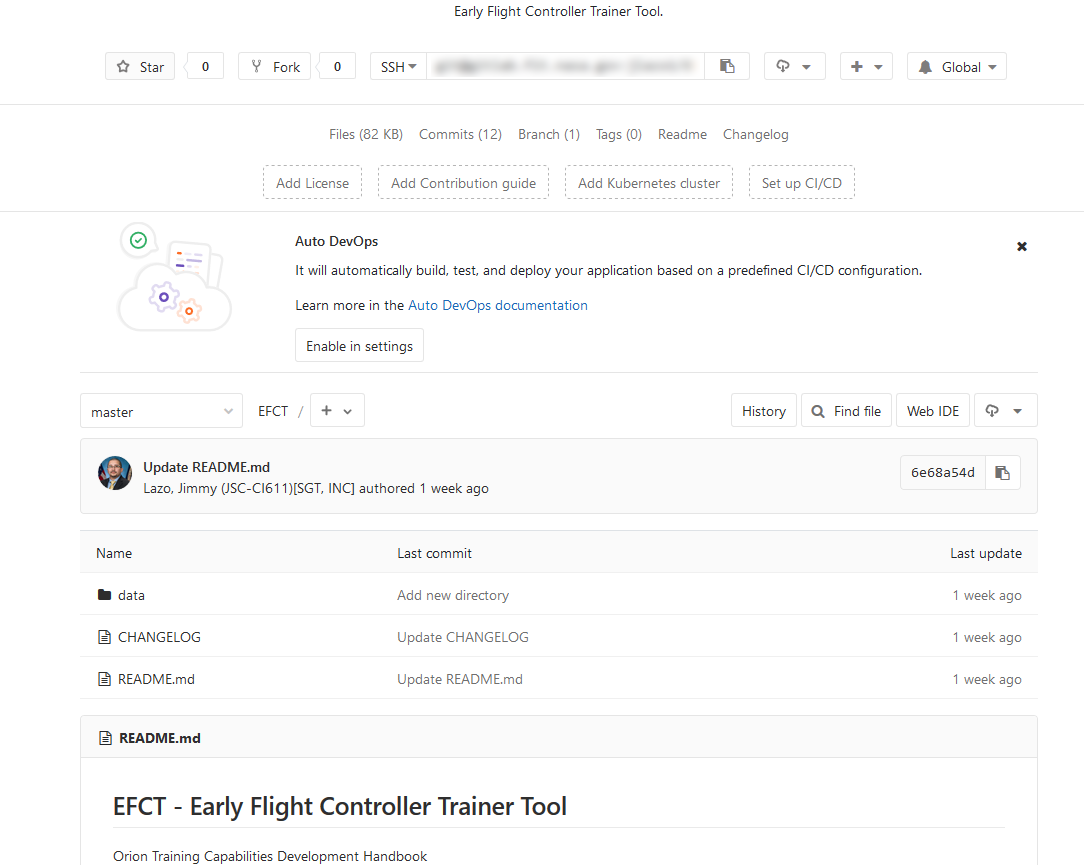 Early Flight Controller Trainer Tool.
Star 0 Fork 0 SSH Global
Files (82 KB) Commits (12) Branch (1) Tags (0) Readme Changelog
Add License Add Contribution guide Add Kubernetes cluster Set up CI/CD
Auto DevOps
It will automatically build, test, and deploy your application based on a predefined CI/CD configuration.
Learn more in the Auto DevOps documentation
Enable in settings
master EFCT / History Find file Web IDE
Update README.md
Lazo, Jimmy (JSC-CI611)[SGT, INC] authored 1 week ago
6e68a54d
Name Last commit Last update
data Add new directory 1 week ago
CHANGELOG Update CHANGELOG 1 week ago
README.md Update README.md 1 week ago
README.md
EFCT - Early Flight Controller Trainer Tool
Orion Training Capabilities Development Handbook